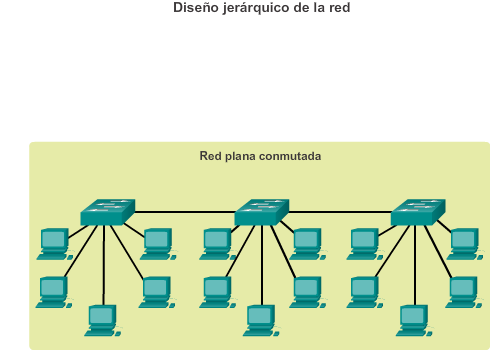 Diseño jerárquico de la red
Red plana conmutada